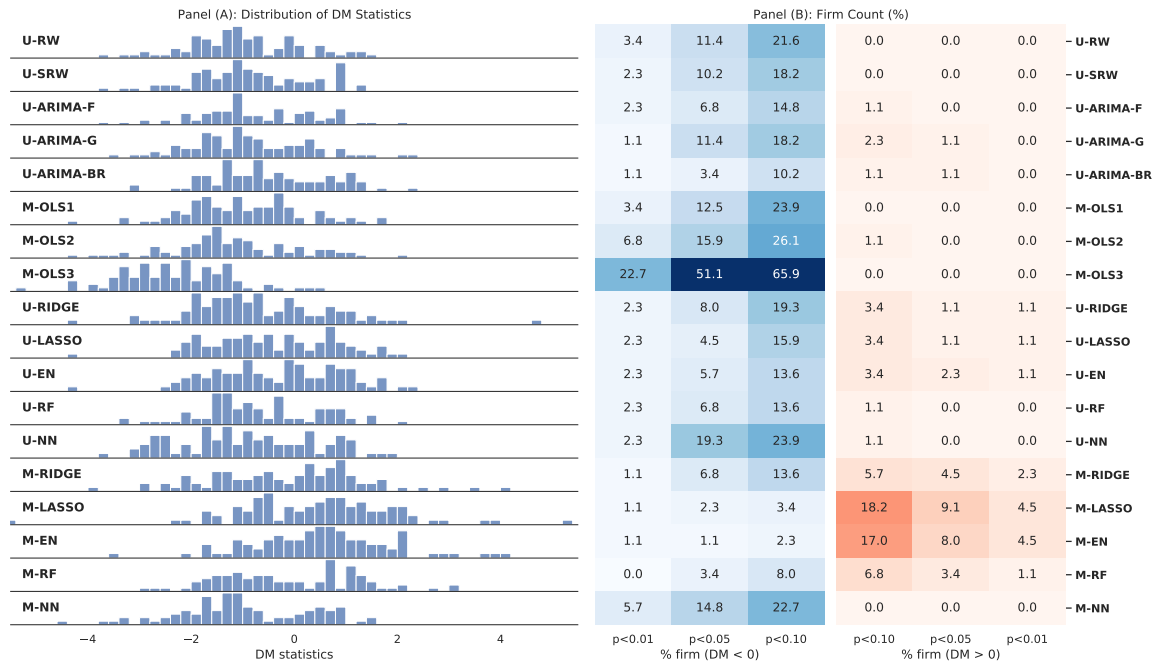 Panel (A): Distribution of DM Statistics
Panel (B): Firm Count (%)
U-RW 3.4 11.4 21.6 0.0 0.0 0.0 U-RW
U-SRW 2.3 10.2 18.2 0.0 0.0 0.0 U-SRW
U-ARIMA-F 2.3 6.8 14.8 1.1 0.0 0.0 U-ARIMA-F
U-ARIMA-G 1.1 11.4 18.2 2.3 1.1 0.0 U-ARIMA-G
U-ARIMA-BR 1.1 3.4 10.2 1.1 1.1 0.0 U-ARIMA-BR
M-OLS1 3.4 12.5 23.9 0.0 0.0 0.0 M-OLS1
M-OLS2 6.8 15.9 26.1 1.1 0.0 0.0 M-OLS2
M-OLS3 22.7 51.1 65.9 0.0 0.0 0.0 M-OLS3
U-RIDGE 2.3 8.0 19.3 3.4 1.1 1.1 U-RIDGE
U-LASSO 2.3 4.5 15.9 3.4 1.1 1.1 U-LASSO
U-EN 2.3 5.7 13.6 3.4 2.3 1.1 U-EN
U-RF 2.3 6.8 13.6 1.1 0.0 0.0 U-RF
U-NN 2.3 19.3 23.9 1.1 0.0 0.0 U-NN
M-RIDGE 1.1 6.8 13.6 5.7 4.5 2.3 M-RIDGE
M-LASSO 1.1 2.3 3.4 18.2 9.1 4.5 M-LASSO
M-EN 1.1 1.1 2.3 17.0 8.0 4.5 M-EN
M-RF 0.0 3.4 8.0 6.8 3.4 1.1 M-RF
M-NN 5.7 14.8 22.7 0.0 0.0 0.0 M-NN
−4 −2 0 2 4 p<0.01 p<0.05 p<0.10 p<0.10 p<0.05 p<0.01
DM statistics % firm (DM < 0) % firm (DM > 0)